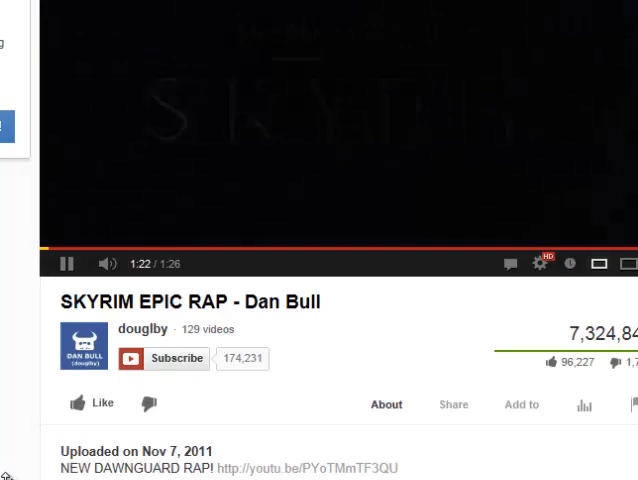 g
SKYRIM
1:22 / 1:26
HD
SKYRIM EPIC RAP - Dan Bull
douglby · 129 videos
DAN BULL
(douglby)
Subscribe 174,231
7,324,84
96,227 1,7
Like
About Share Add to
Uploaded on Nov 7, 2011
NEW DAWNGUARD RAP! http://youtu.be/PYoTMmTF3QU